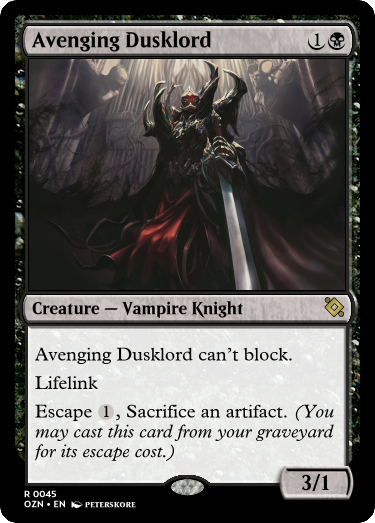 Avenging Dusklord 1
Creature — Vampire Knight
Avenging Dusklord can't block.
Lifelink
Escape 1, Sacrifice an artifact. (You
may cast this card from your graveyard
for its escape cost.)
3/1
R 0045
OZN • EN PETERSKORE